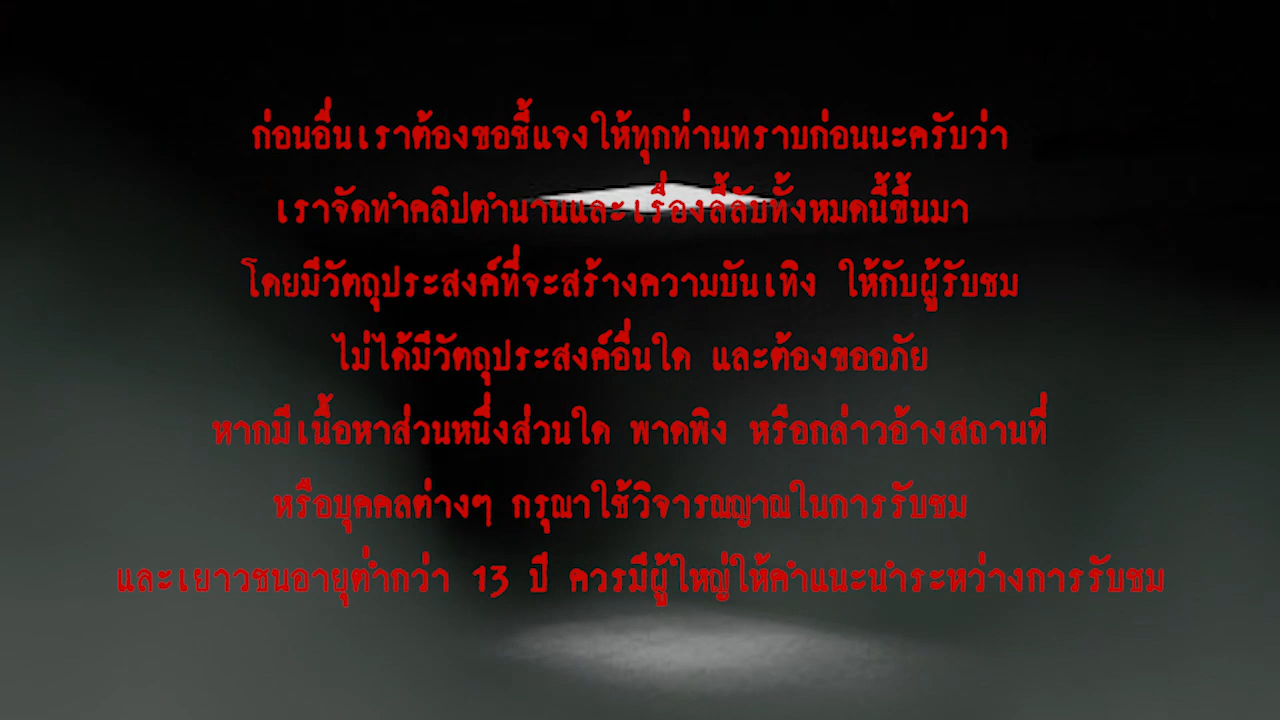 ก่อนอื่นเราต้องขอชี้แจงให้ทุกท่านทราบก่อนนะครับว่า
เราจัดทำคลิปตำนานและเรื่องลี้ลับทั้งหมดนี้ขึ้นมา
โดยมีวัตถุประสงค์ที่จะสร้างความบันเทิง ให้กับผู้รับชม
ไม่ได้มีวัตถุประสงค์อื่นใด และต้องขออภัย
หากมีเนื้อหาส่วนหนึ่งส่วนใด พาดพิง หรือกล่าวอ้างสถานที่
หรือบุคคลต่างๆ กรุณาใช้วิจารณญาณในการรับชม
และเยาวชนอายุต่ำกว่า 13 ปี ควรมีผู้ใหญ่ให้คำแนะนำระหว่างการรับชม